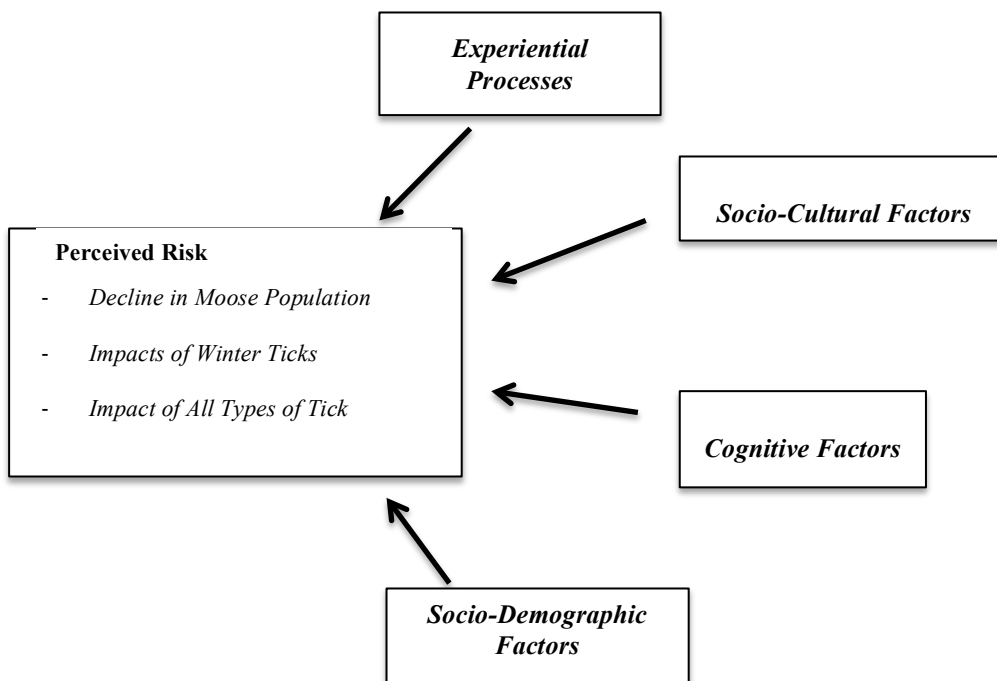 Experiential
Processes
Socio-Cultural Factors
Perceived Risk
- Decline in Moose Population
- Impacts of Winter Ticks
- Impact of All Types of Tick
Cognitive Factors
Socio-Demographic
Factors